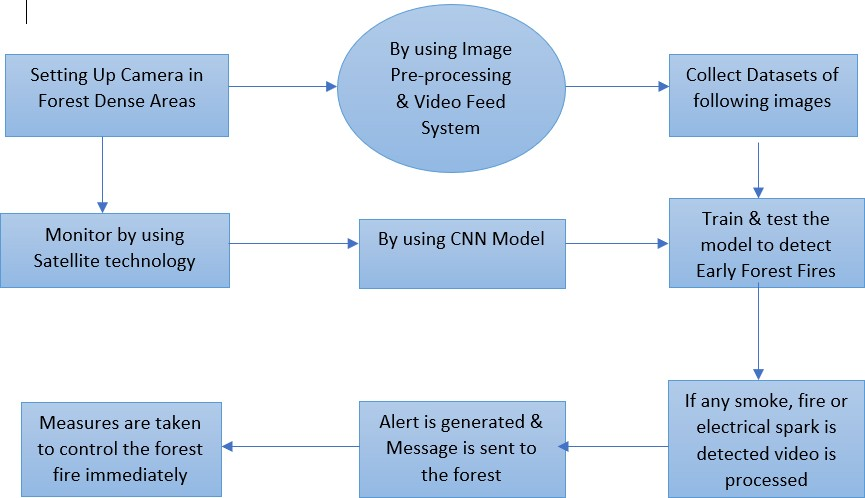 Setting Up Camera in
Forest Dense Areas
By using Image
Pre-processing
& Video Feed
System
Collect Datasets of
following images
Monitor by using
Satellite technology
By using CNN Model
Train & test the
model to detect
Early Forest Fires
Measures are taken
to control the forest
fire immediately
Alert is generated &
Message is sent to
the forest
If any smoke, fire or
electrical spark is
detected video is
processed